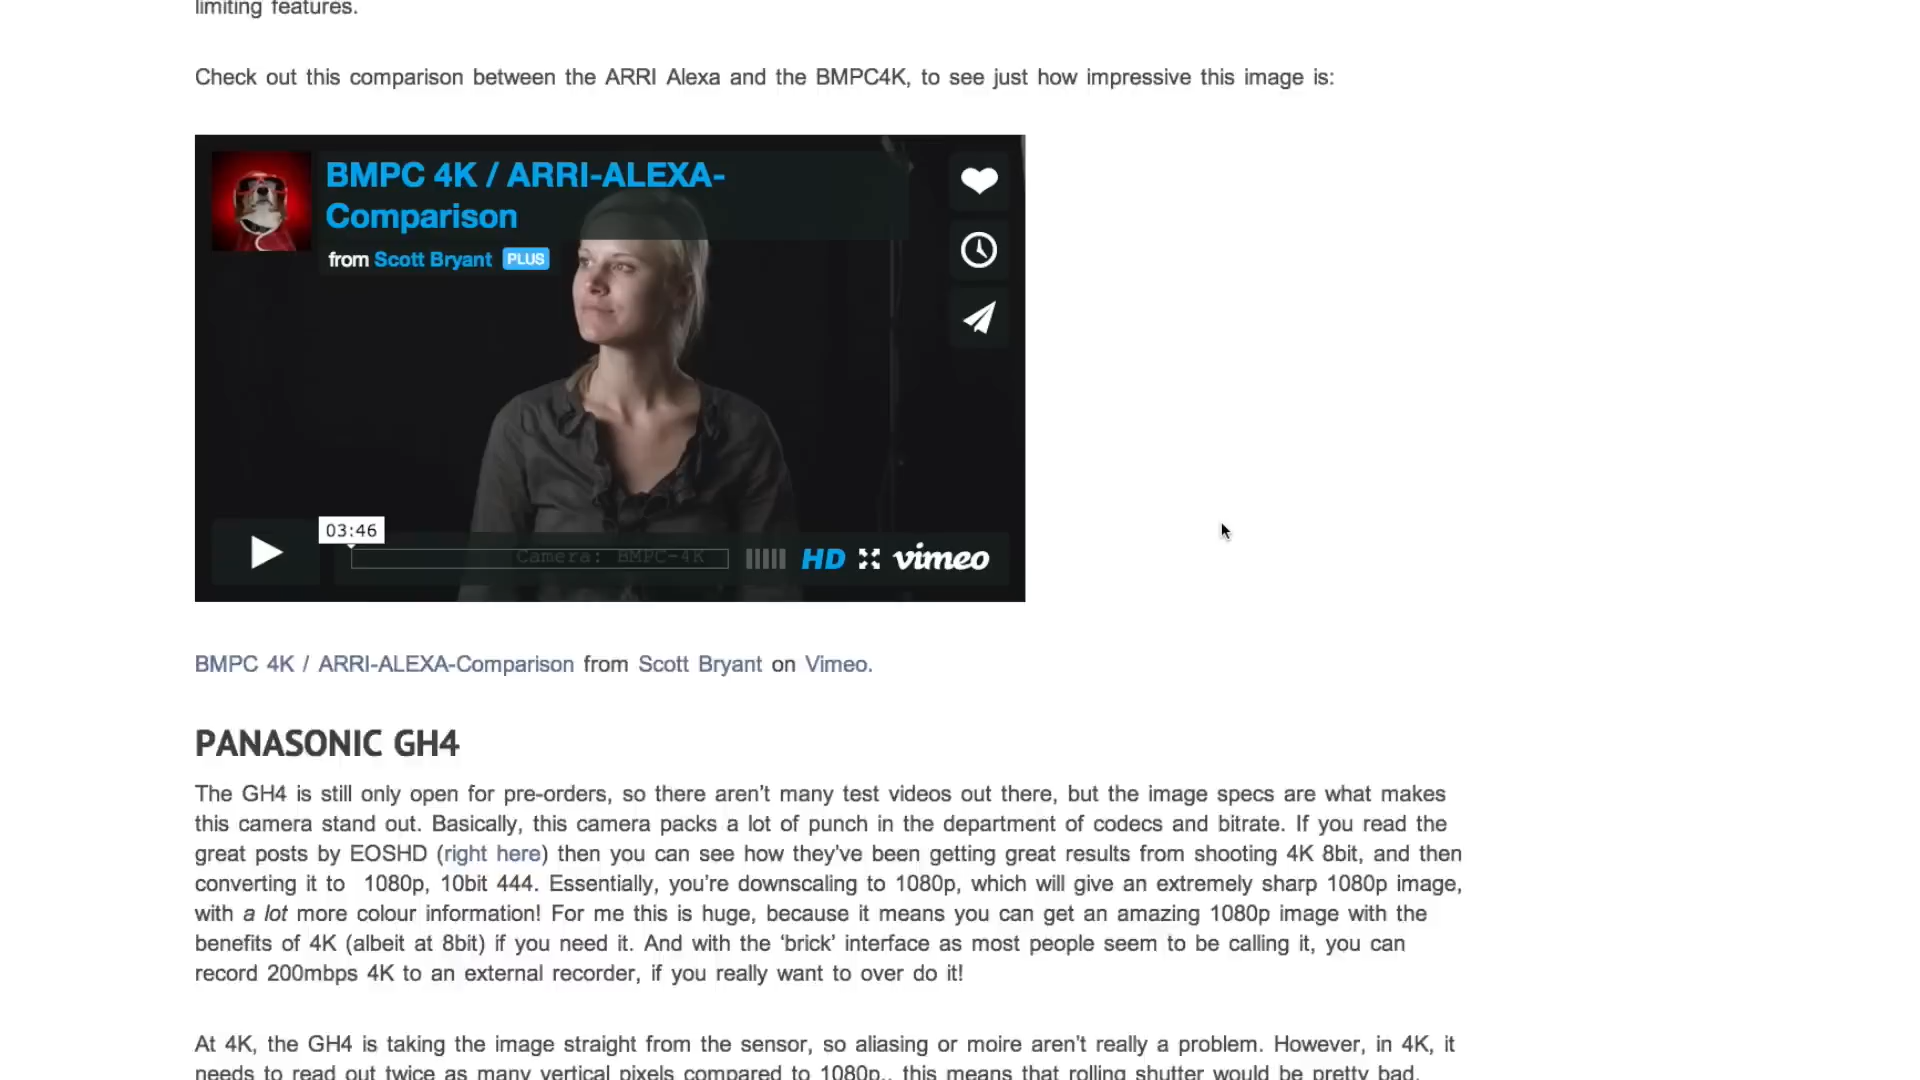 limiting features.
Check out this comparison between the ARRI Alexa and the BMPC4K, to see just how impressive this image is:
BMPC 4K / ARRI-ALEXA-
Comparison
from Scott Bryant PLUS
03:46
Camera: BMPC-4K
HD vimeo
BMPC 4K / ARRI-ALEXA-Comparison from Scott Bryant on Vimeo.
PANASONIC GH4
The GH4 is still only open for pre-orders, so there aren’t many test videos out there, but the image specs are what makes
this camera stand out. Basically, this camera packs a lot of punch in the department of codecs and bitrate. If you read the
great posts by EOSHD (right here) then you can see how they’ve been getting great results from shooting 4K 8bit, and then
converting it to 1080p, 10bit 444. Essentially, you’re downscaling to 1080p, which will give an extremely sharp 1080p image,
with a lot more colour information! For me this is huge, because it means you can get an amazing 1080p image with the
benefits of 4K (albeit at 8bit) if you need it. And with the ‘brick’ interface as most people seem to be calling it, you can
record 200mbps 4K to an external recorder, if you really want to over do it!
At 4K, the GH4 is taking the image straight from the sensor, so aliasing or moire aren’t really a problem. However, in 4K, it
needs to read out twice as many vertical pixels compared to 1080p.. this means that rolling shutter would be pretty bad.